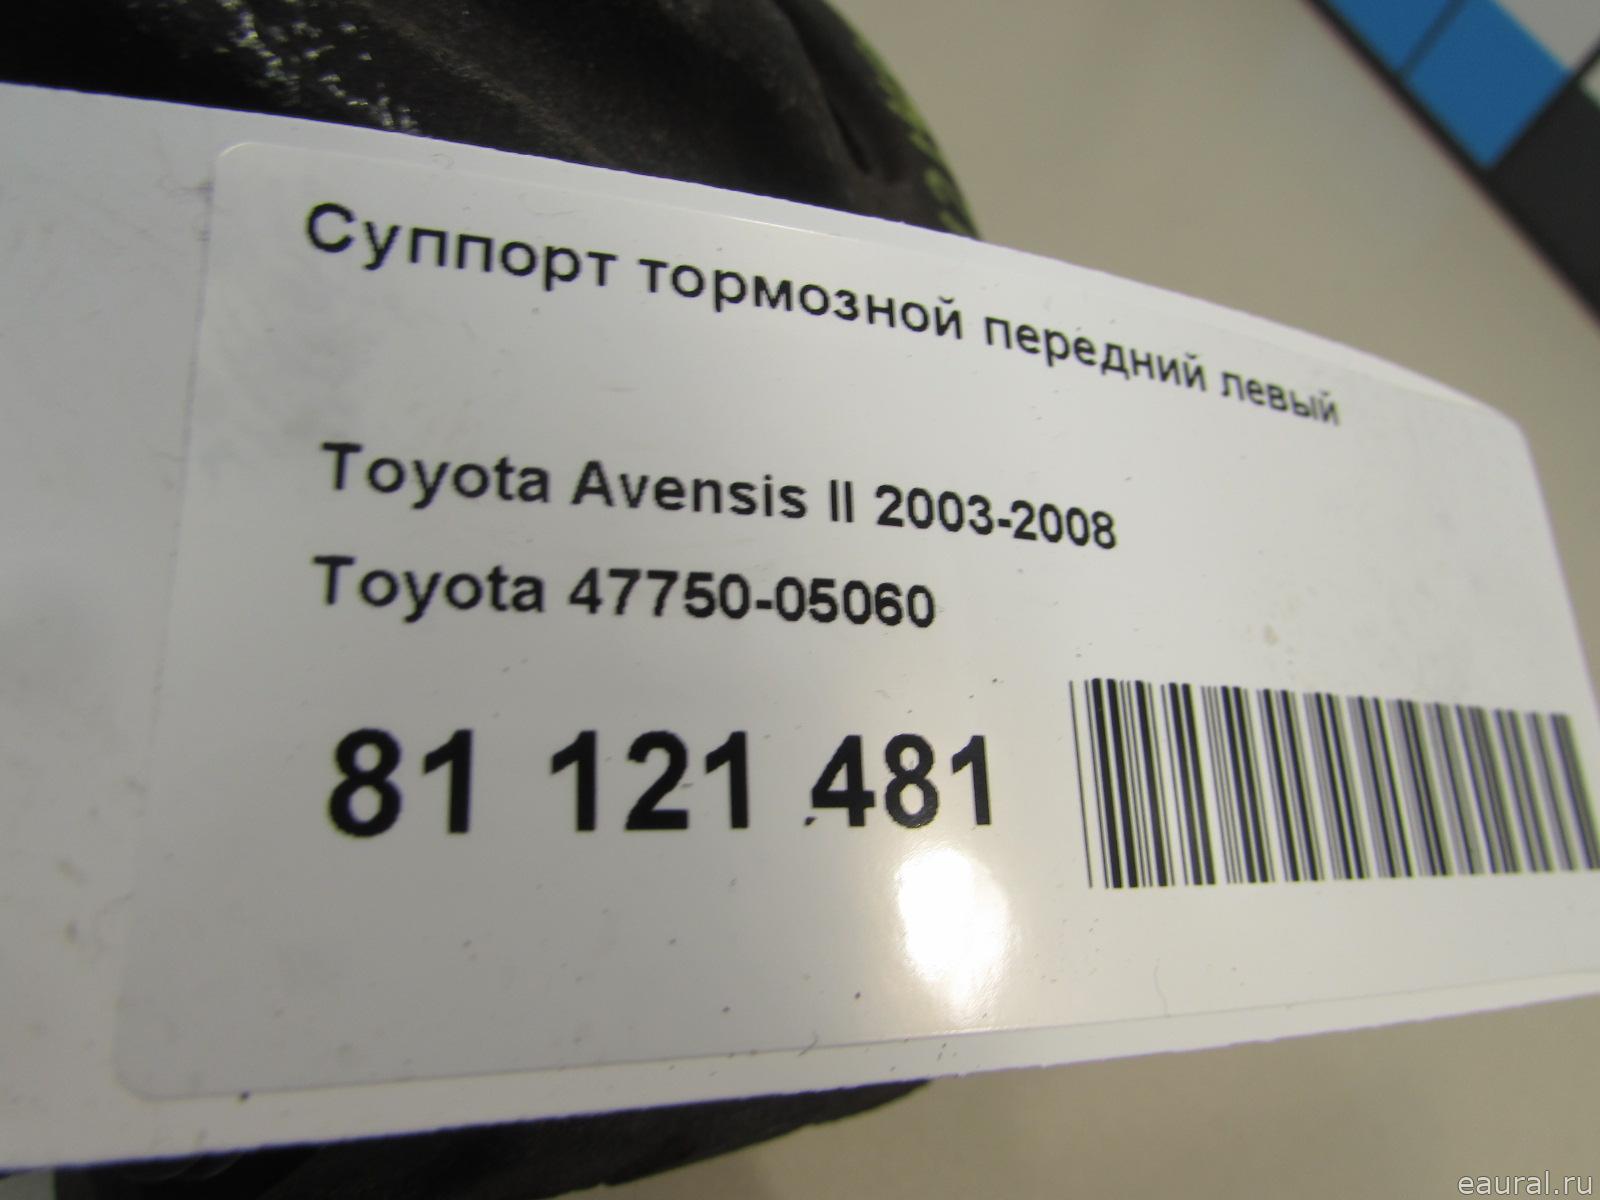 Суппорт тормозной передний левый
Toyota Avensis II 2003-2008
Toyota 47750-05060
81 121 481
eaural.ru